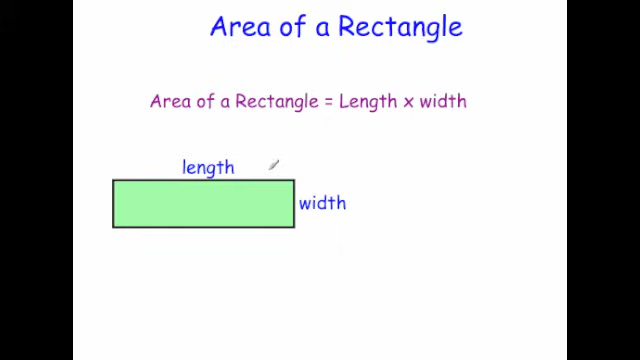 Area of a Rectangle
Area of a Rectangle = Length x width
length
width